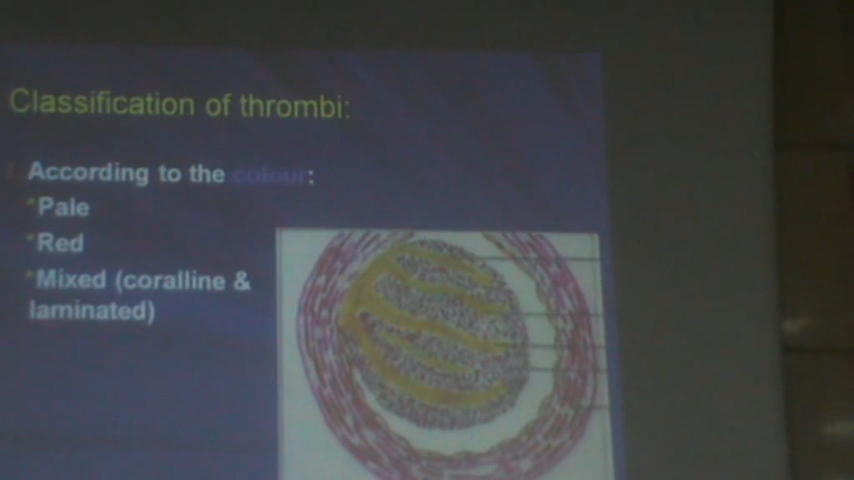 Classification of thrombi:
According to the colour:
*Pale
*Red
*Mixed (coralline &
laminated)